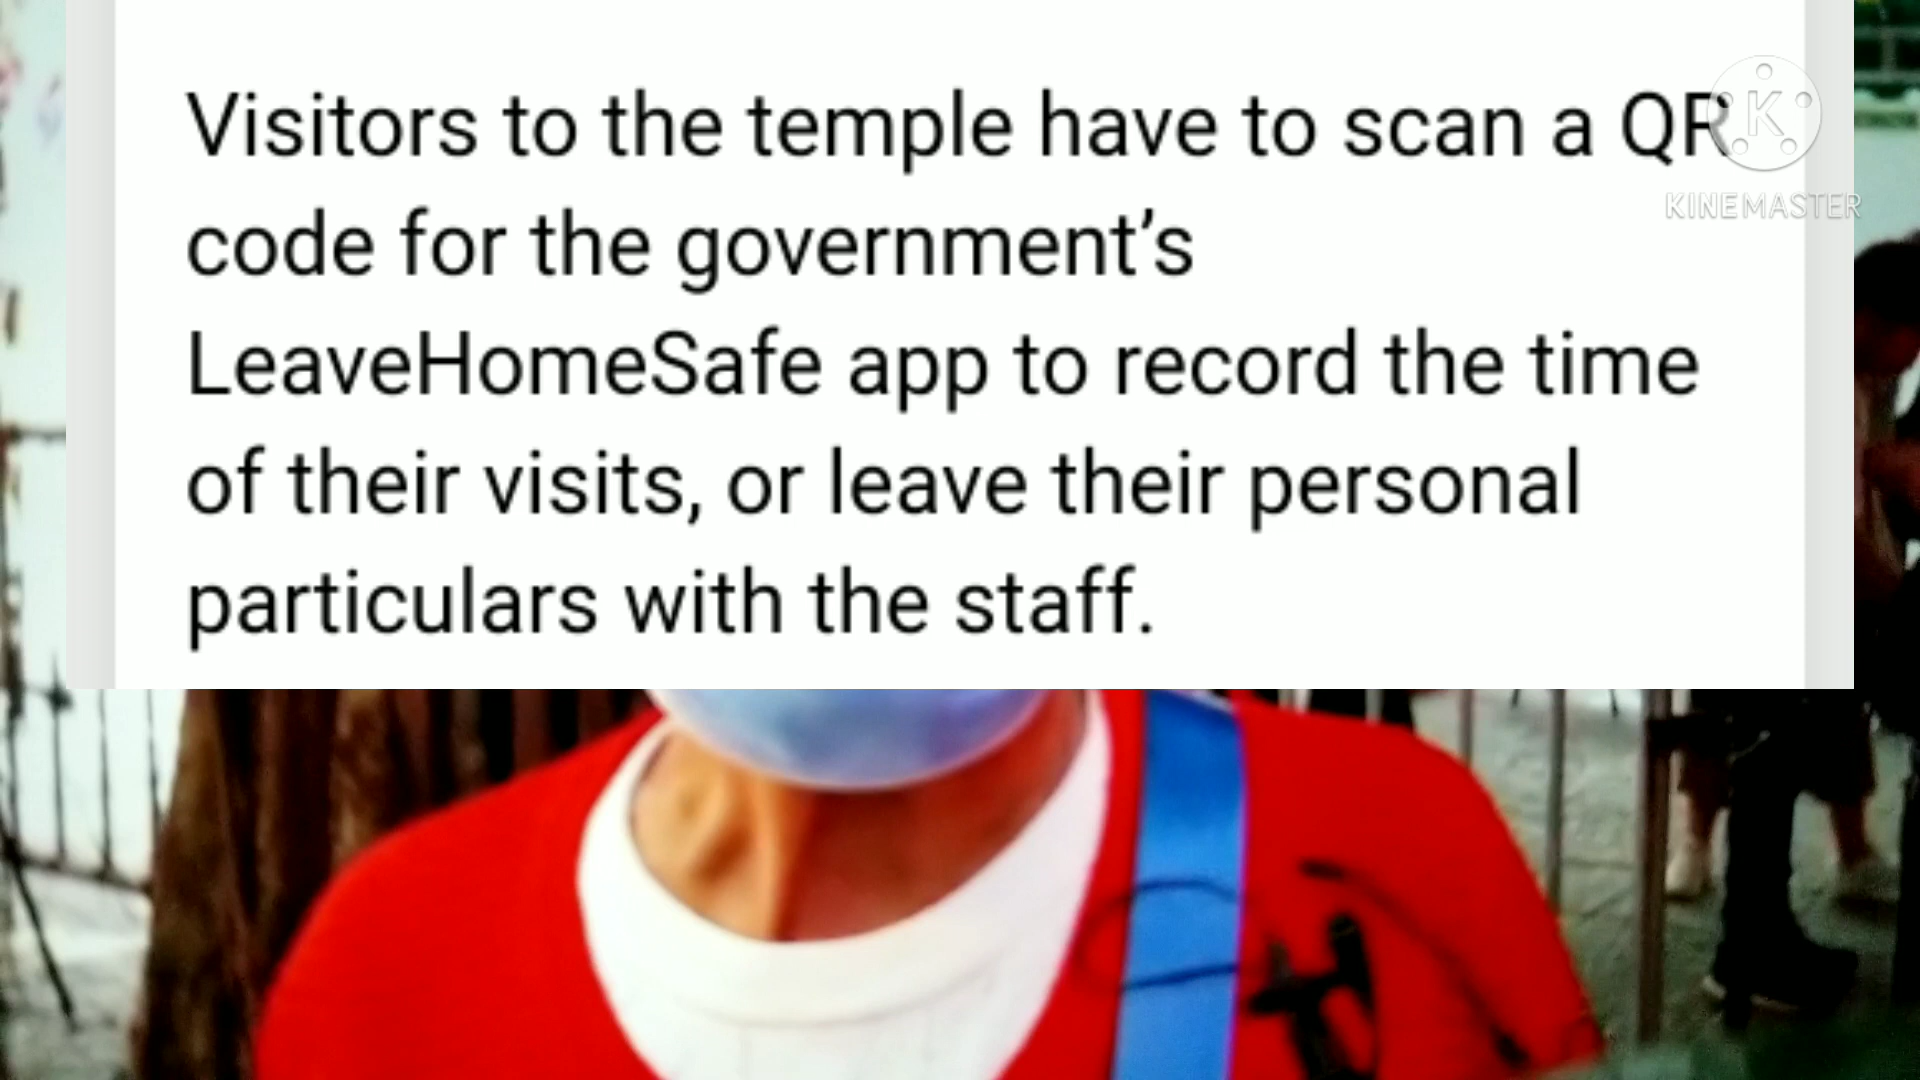 Visitors to the temple have to scan a QR
code for the government’s
LeaveHomeSafe app to record the time
of their visits, or leave their personal
particulars with the staff.
K
KINEMASTER